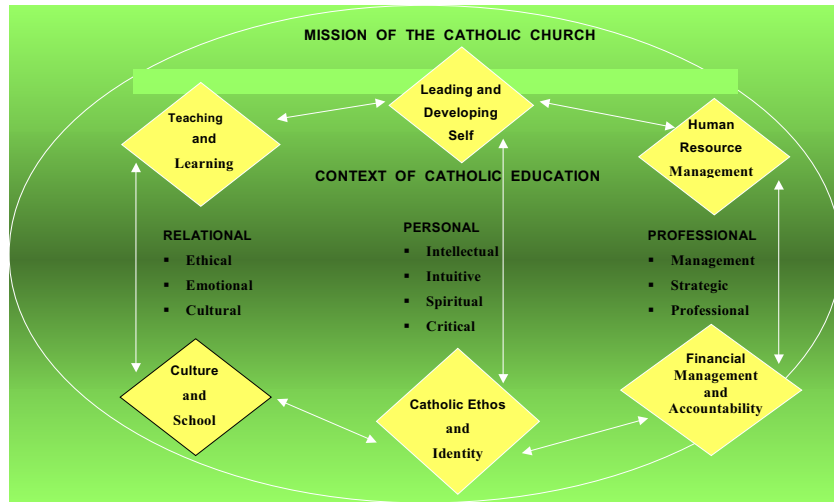 MISSION OF THE CATHOLIC CHURCH
Leading and
Developing
Self
Teaching
and
Learning
Human
Resource
Management
CONTEXT OF CATHOLIC EDUCATION
RELATIONAL
▪ Ethical
▪ Emotional
▪ Cultural
PERSONAL
▪ Intellectual
▪ Intuitive
▪ Spiritual
▪ Critical
PROFESSIONAL
▪ Management
▪ Strategic
▪ Professional
Culture
and
School
Catholic Ethos
and
Identity
Financial
Management
and
Accountability